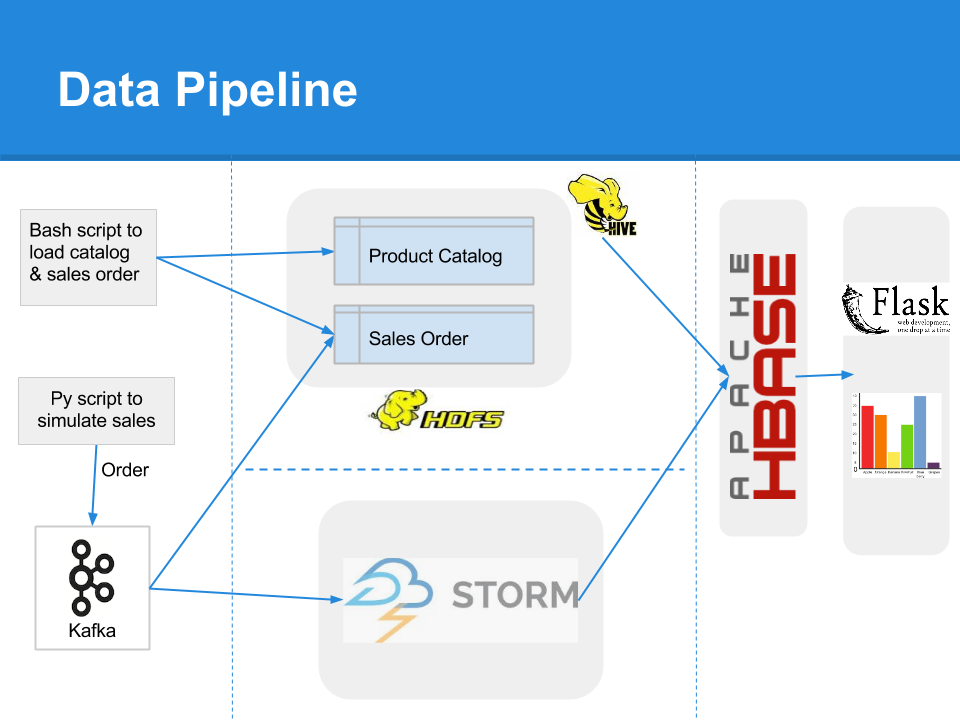 Data Pipeline
Bash script to
load catalog
& sales order
Product Catalog
Sales Order
HIVE
HDFS
Py script to
simulate sales
Order
Kafka
STORM
APACHE
HBASE
Flask
web development,
one drop at a time